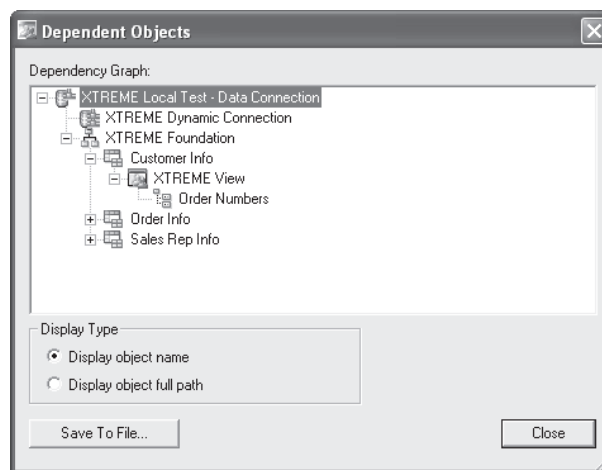 Dependent Objects
Dependency Graph:
XTREME Local Test - Data Connection
XTREME Dynamic Connection
XTREME Foundation
Customer Info
XTREME View
Order Numbers
Order Info
Sales Rep Info
Display Type
Display object name
Display object full path
Save To File...
Close